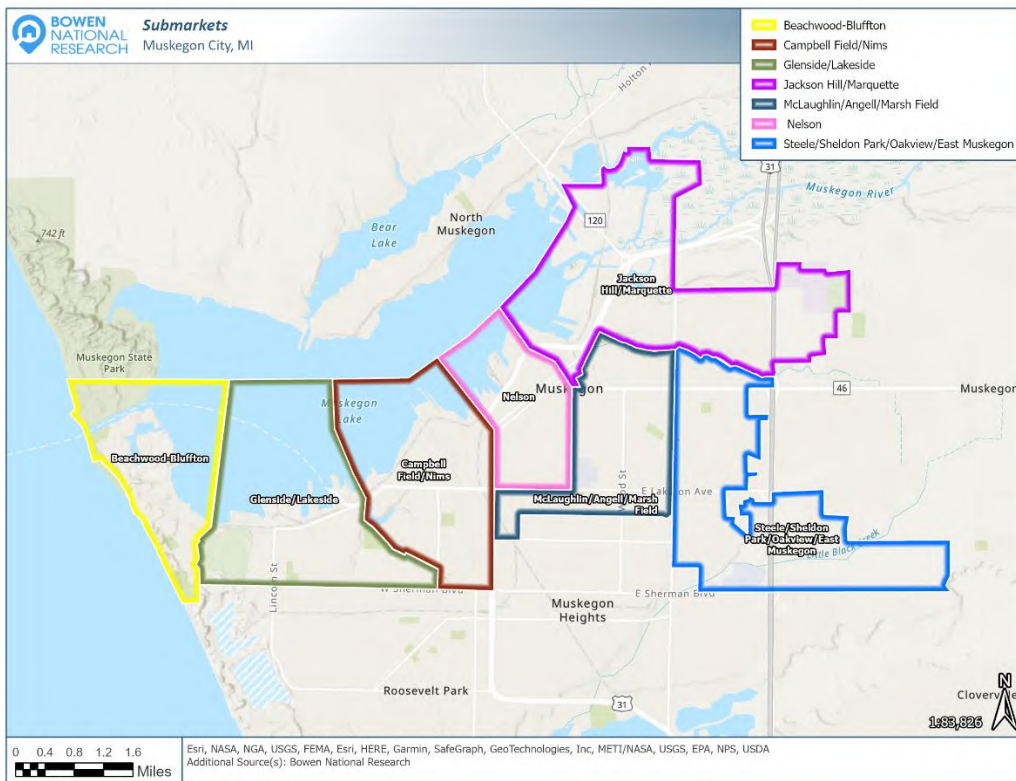 BOWEN
NATIONAL
RESEARCH
Submarkets
Muskegon City, MI
Beachwood-Bluffton
Campbell Field/Nims
Glenside/Lakeside
Jackson Hill/Marquette
McLaughlin/Angell/Marsh Field
Nelson
Steele/Sheldon Park/Oakview/East Muskegon
31
Muskegon River
North
Muskegon
120
742 ft
Bear
Lake
Jackson
Hill/Marquette
Muskegon State
Park
Muskegon
Lake
Nelson
Muskegon
46
Muskegon
Beachwood-Bluffton
Campbell
Field/Nims
Glenside/Lakeside
E Laketon Ave
McLaughlin/Angell/Marsh
Field
Steele/Sheldon
Park/Oakview/East
Muskegon
Little Black Creek
Lincoln St
W Sherman Blvd
E Sherman Blvd
Muskegon
Heights
Roosevelt Park
31
N
1:83,826
0 0.4 0.8 1.2 1.6
Miles
Esri, NASA, NGA, USGS, FEMA, Esri, HERE, Garmin, SafeGraph, GeoTechnologies, Inc, METI/NASA, USGS, EPA, NPS, USDA
Additional Source(s): Bowen National Research